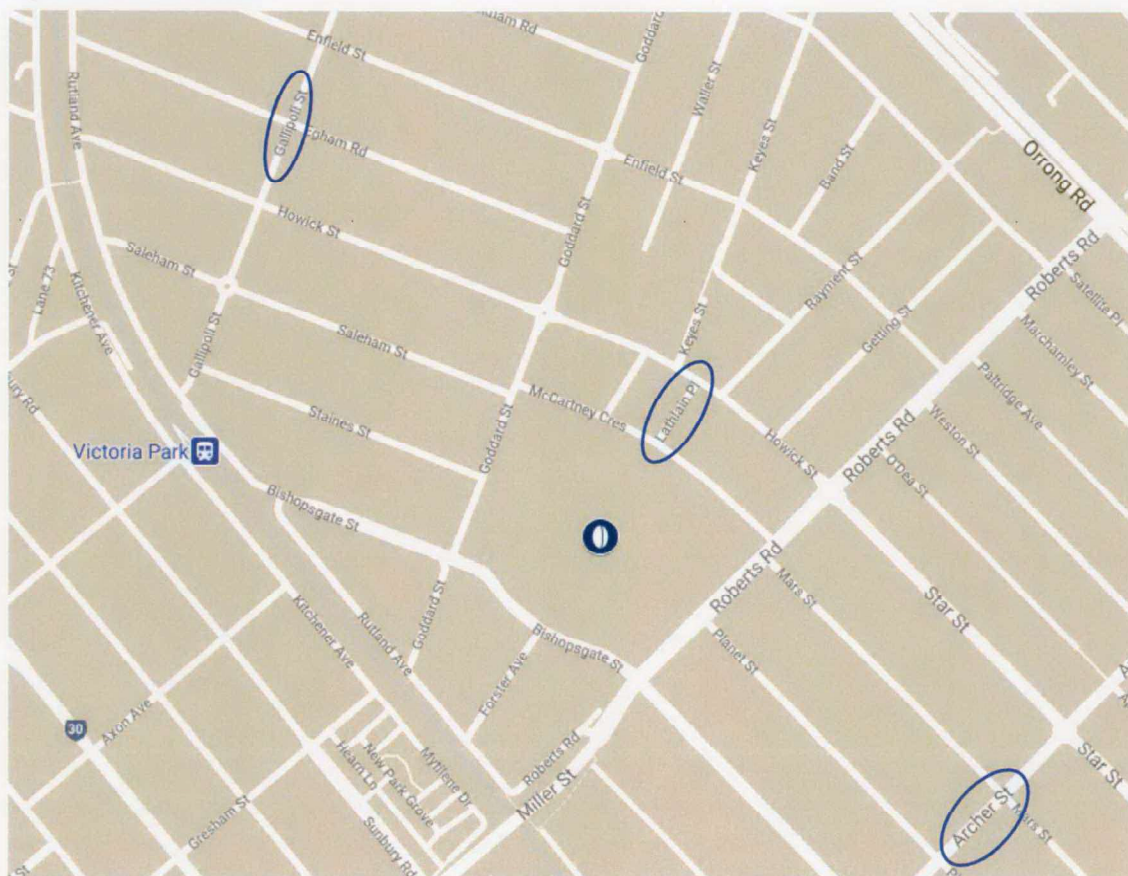 Enfield St
Goddard
Rutland Ave
Gallipoli St
Egham Rd
Waller St
Keyes St
Enfield St
Band St
Orrong Rd
Howick St
Goddard St
Roberts Rd
Saleham St
Lane 73
Kitchener Ave
Rayment St
Satellite Pl
Gallipoli St
Saleham St
Keyes St
Getting St
Marchamley St
McCartney Cres
Lathlain Pl
Paltridge Ave
Staines St
Goddard St
Howick St
Roberts Rd
Weston St
Victoria Park
O'Dea St
Bishopsgate St
Roberts Rd
Mars St
Star St
Kitchener Ave
Goddard St
Rutland Ave
Bishopsgate St
Planet St
Forster Ave
30
Axon Ave
Mytilene Dr
New Park Grove
Hearn Ln
Roberts Rd
Miller St
Star St
Archer St
Mars St
Gresham St
Sunbury Rd
St